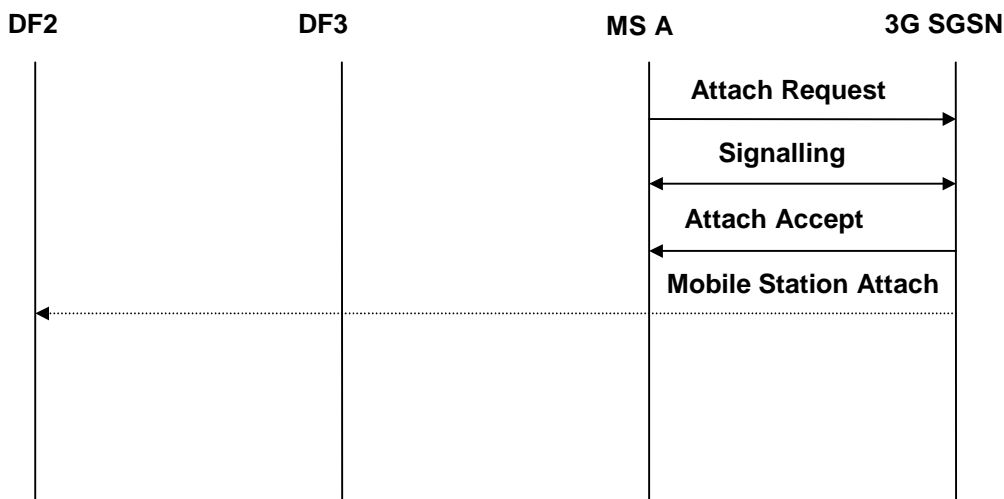 DF2
DF3
MS A
3G SGSN
Attach Request
Signalling
Attach Accept
Mobile Station Attach